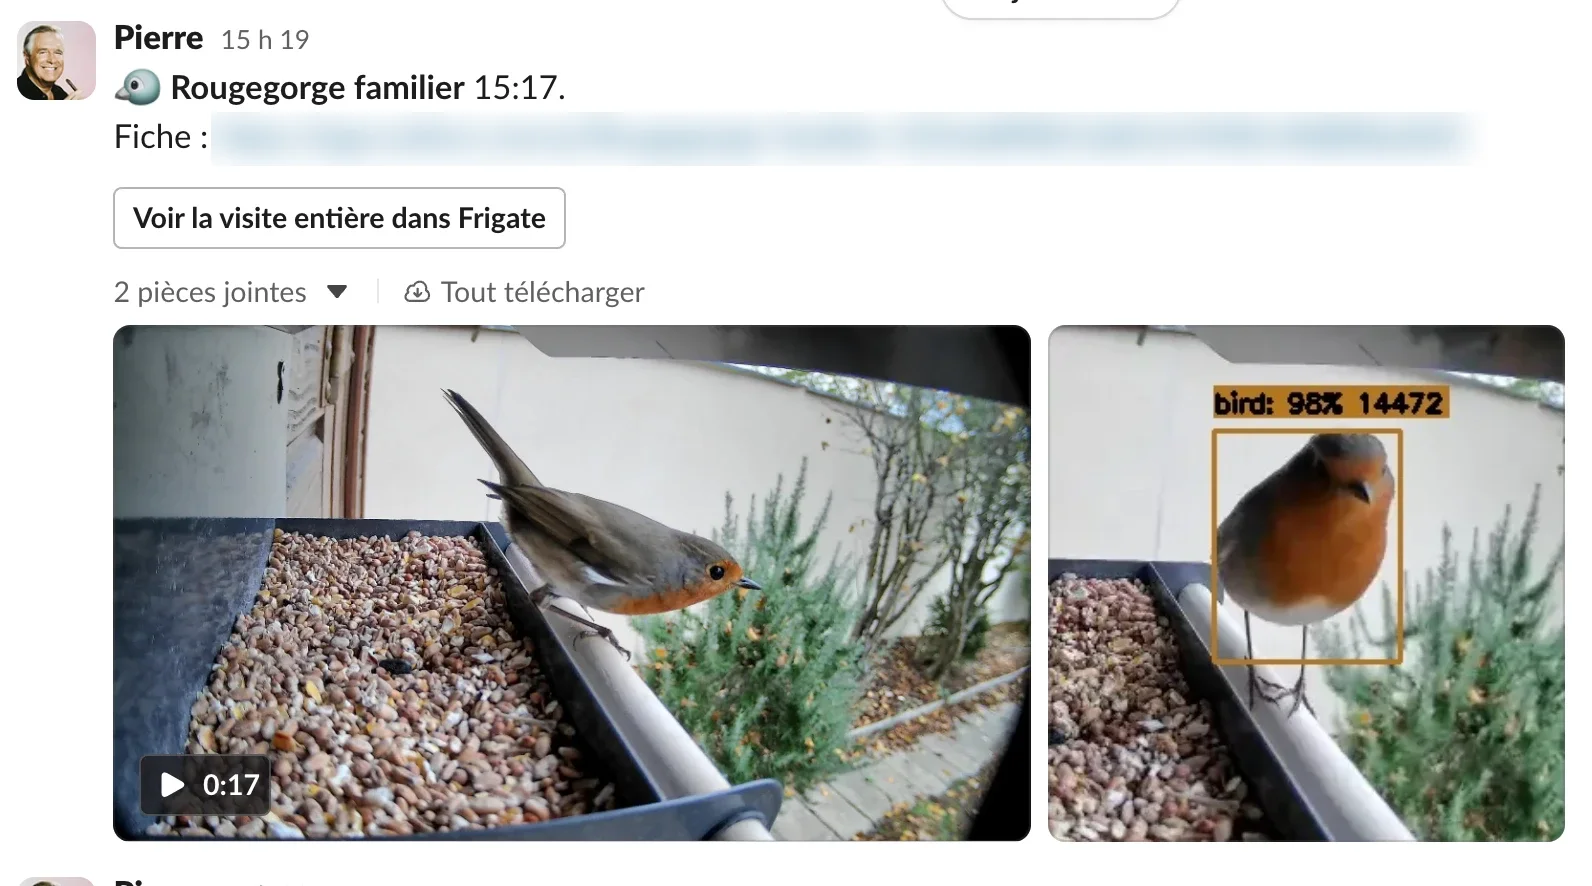 Pierre 15 h 19
Rougegorge familier 15:17.
Fiche :
Voir la visite entière dans Frigate
2 pièces jointes Tout télécharger
bird: 98% 14472
0:17